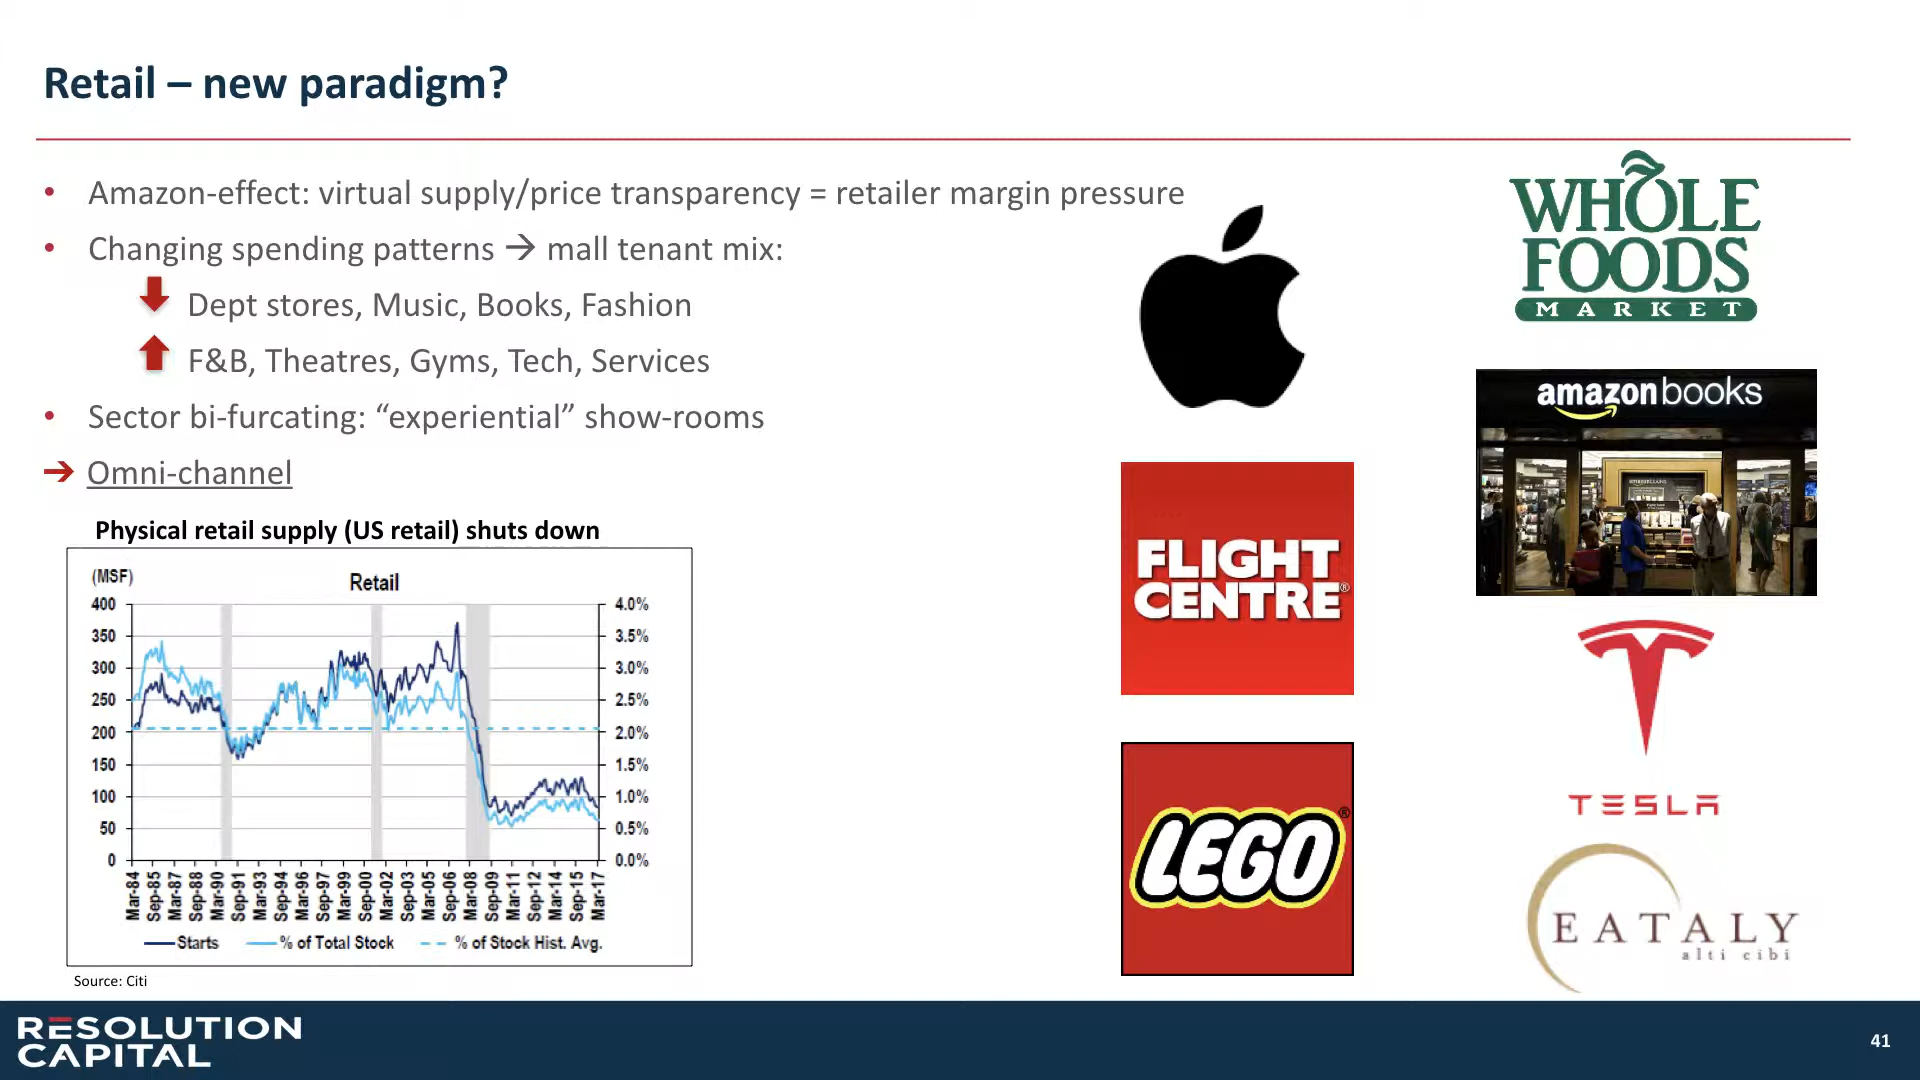 Retail – new paradigm?
• Amazon-effect: virtual supply/price transparency = retailer margin pressure
• Changing spending patterns → mall tenant mix:
Dept stores, Music, Books, Fashion
F&B, Theatres, Gyms, Tech, Services
• Sector bi-furcating: “experiential” show-rooms
➔ Omni-channel
Physical retail supply (US retail) shuts down
(MSF)
Retail
400
350
300
250
200
150
100
50
0
4.0%
3.5%
3.0%
2.5%
2.0%
1.5%
1.0%
0.5%
0.0%
Mar-84
Sep-85
Mar-87
Sep-88
Mar-90
Sep-91
Mar-93
Sep-94
Mar-96
Sep-97
Mar-99
Sep-00
Mar-02
Sep-03
Mar-05
Sep-06
Mar-08
Sep-09
Mar-11
Sep-12
Mar-14
Sep-15
Mar-17
Starts
% of Total Stock
% of Stock Hist. Avg.
Source: Citi
WHOLE
FOODS
MARKET
amazonbooks
FLIGHT
CENTRE®
TESLA
LEGO®
EATALY
alti cibi
RESOLUTION
CAPITAL
41